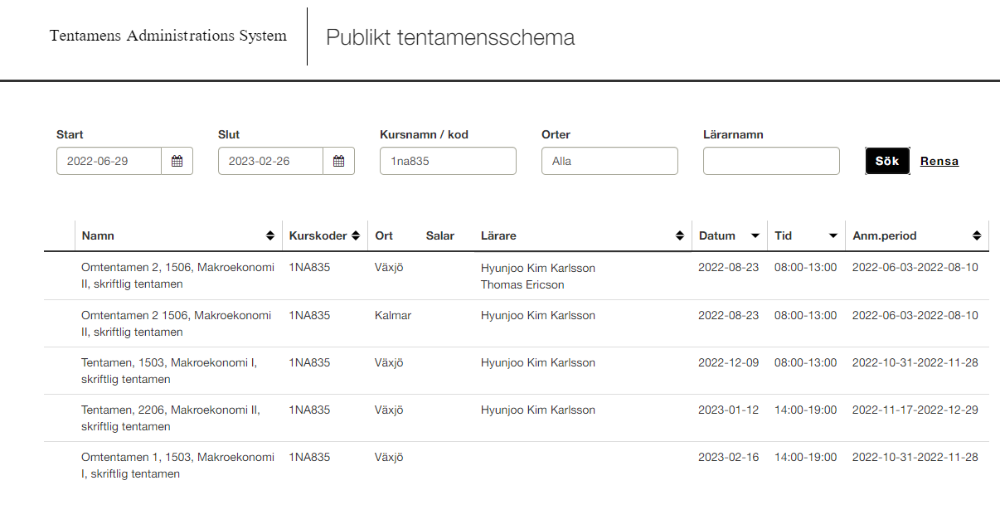 Tentamens Administrations System
Publikt tentamensschema
Start Slut Kursnamn / kod Orter Lärarnamn
2022-06-29 2023-02-26 1na835 Alla Sök Rensa
Namn Kurskoder Ort Salar Lärare Datum Tid Anm.period
Omtentamen 2, 1506, Makroekonomi 1NA835 Växjö Hyunjoo Kim Karlsson 2022-08-23 08:00-13:00 2022-06-03-2022-08-10
II, skriftlig tentamen Thomas Ericson
Omtentamen 2 1506, Makroekonomi 1NA835 Kalmar Hyunjoo Kim Karlsson 2022-08-23 08:00-13:00 2022-06-03-2022-08-10
II, skriftlig tentamen
Tentamen, 1503, Makroekonomi I, 1NA835 Växjö Hyunjoo Kim Karlsson 2022-12-09 08:00-13:00 2022-10-31-2022-11-28
skriftlig tentamen
Tentamen, 2206, Makroekonomi II, 1NA835 Växjö Hyunjoo Kim Karlsson 2023-01-12 14:00-19:00 2022-11-17-2022-12-29
skriftlig tentamen
Omtentamen 1, 1503, Makroekonomi 1NA835 Växjö 2023-02-16 14:00-19:00 2022-10-31-2022-11-28
I, skriftlig tentamen